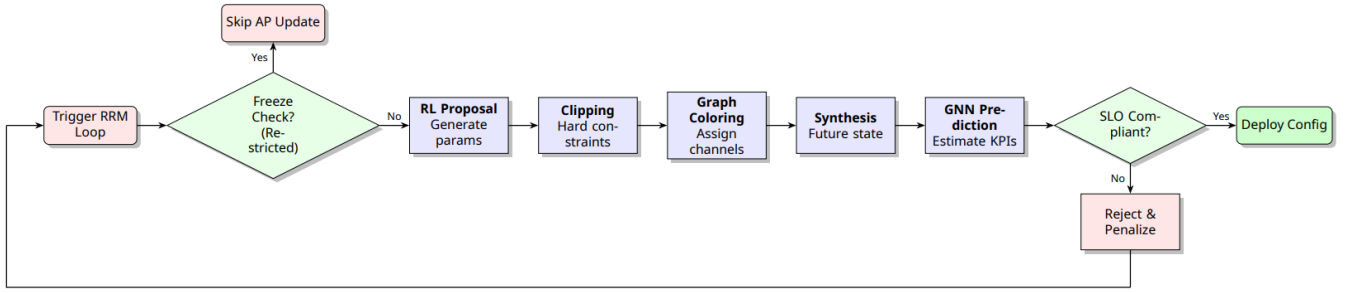 Skip AP Update
Yes
Trigger RRM
Loop
Freeze
Check?
(Re-
stricted)
No
RL Proposal
Generate
params
Clipping
Hard con-
straints
Graph
Coloring
Assign
channels
Synthesis
Future state
GNN Pre-
diction
Estimate KPIs
SLO Com-
pliant?
Yes
Deploy Config
No
Reject &
Penalize